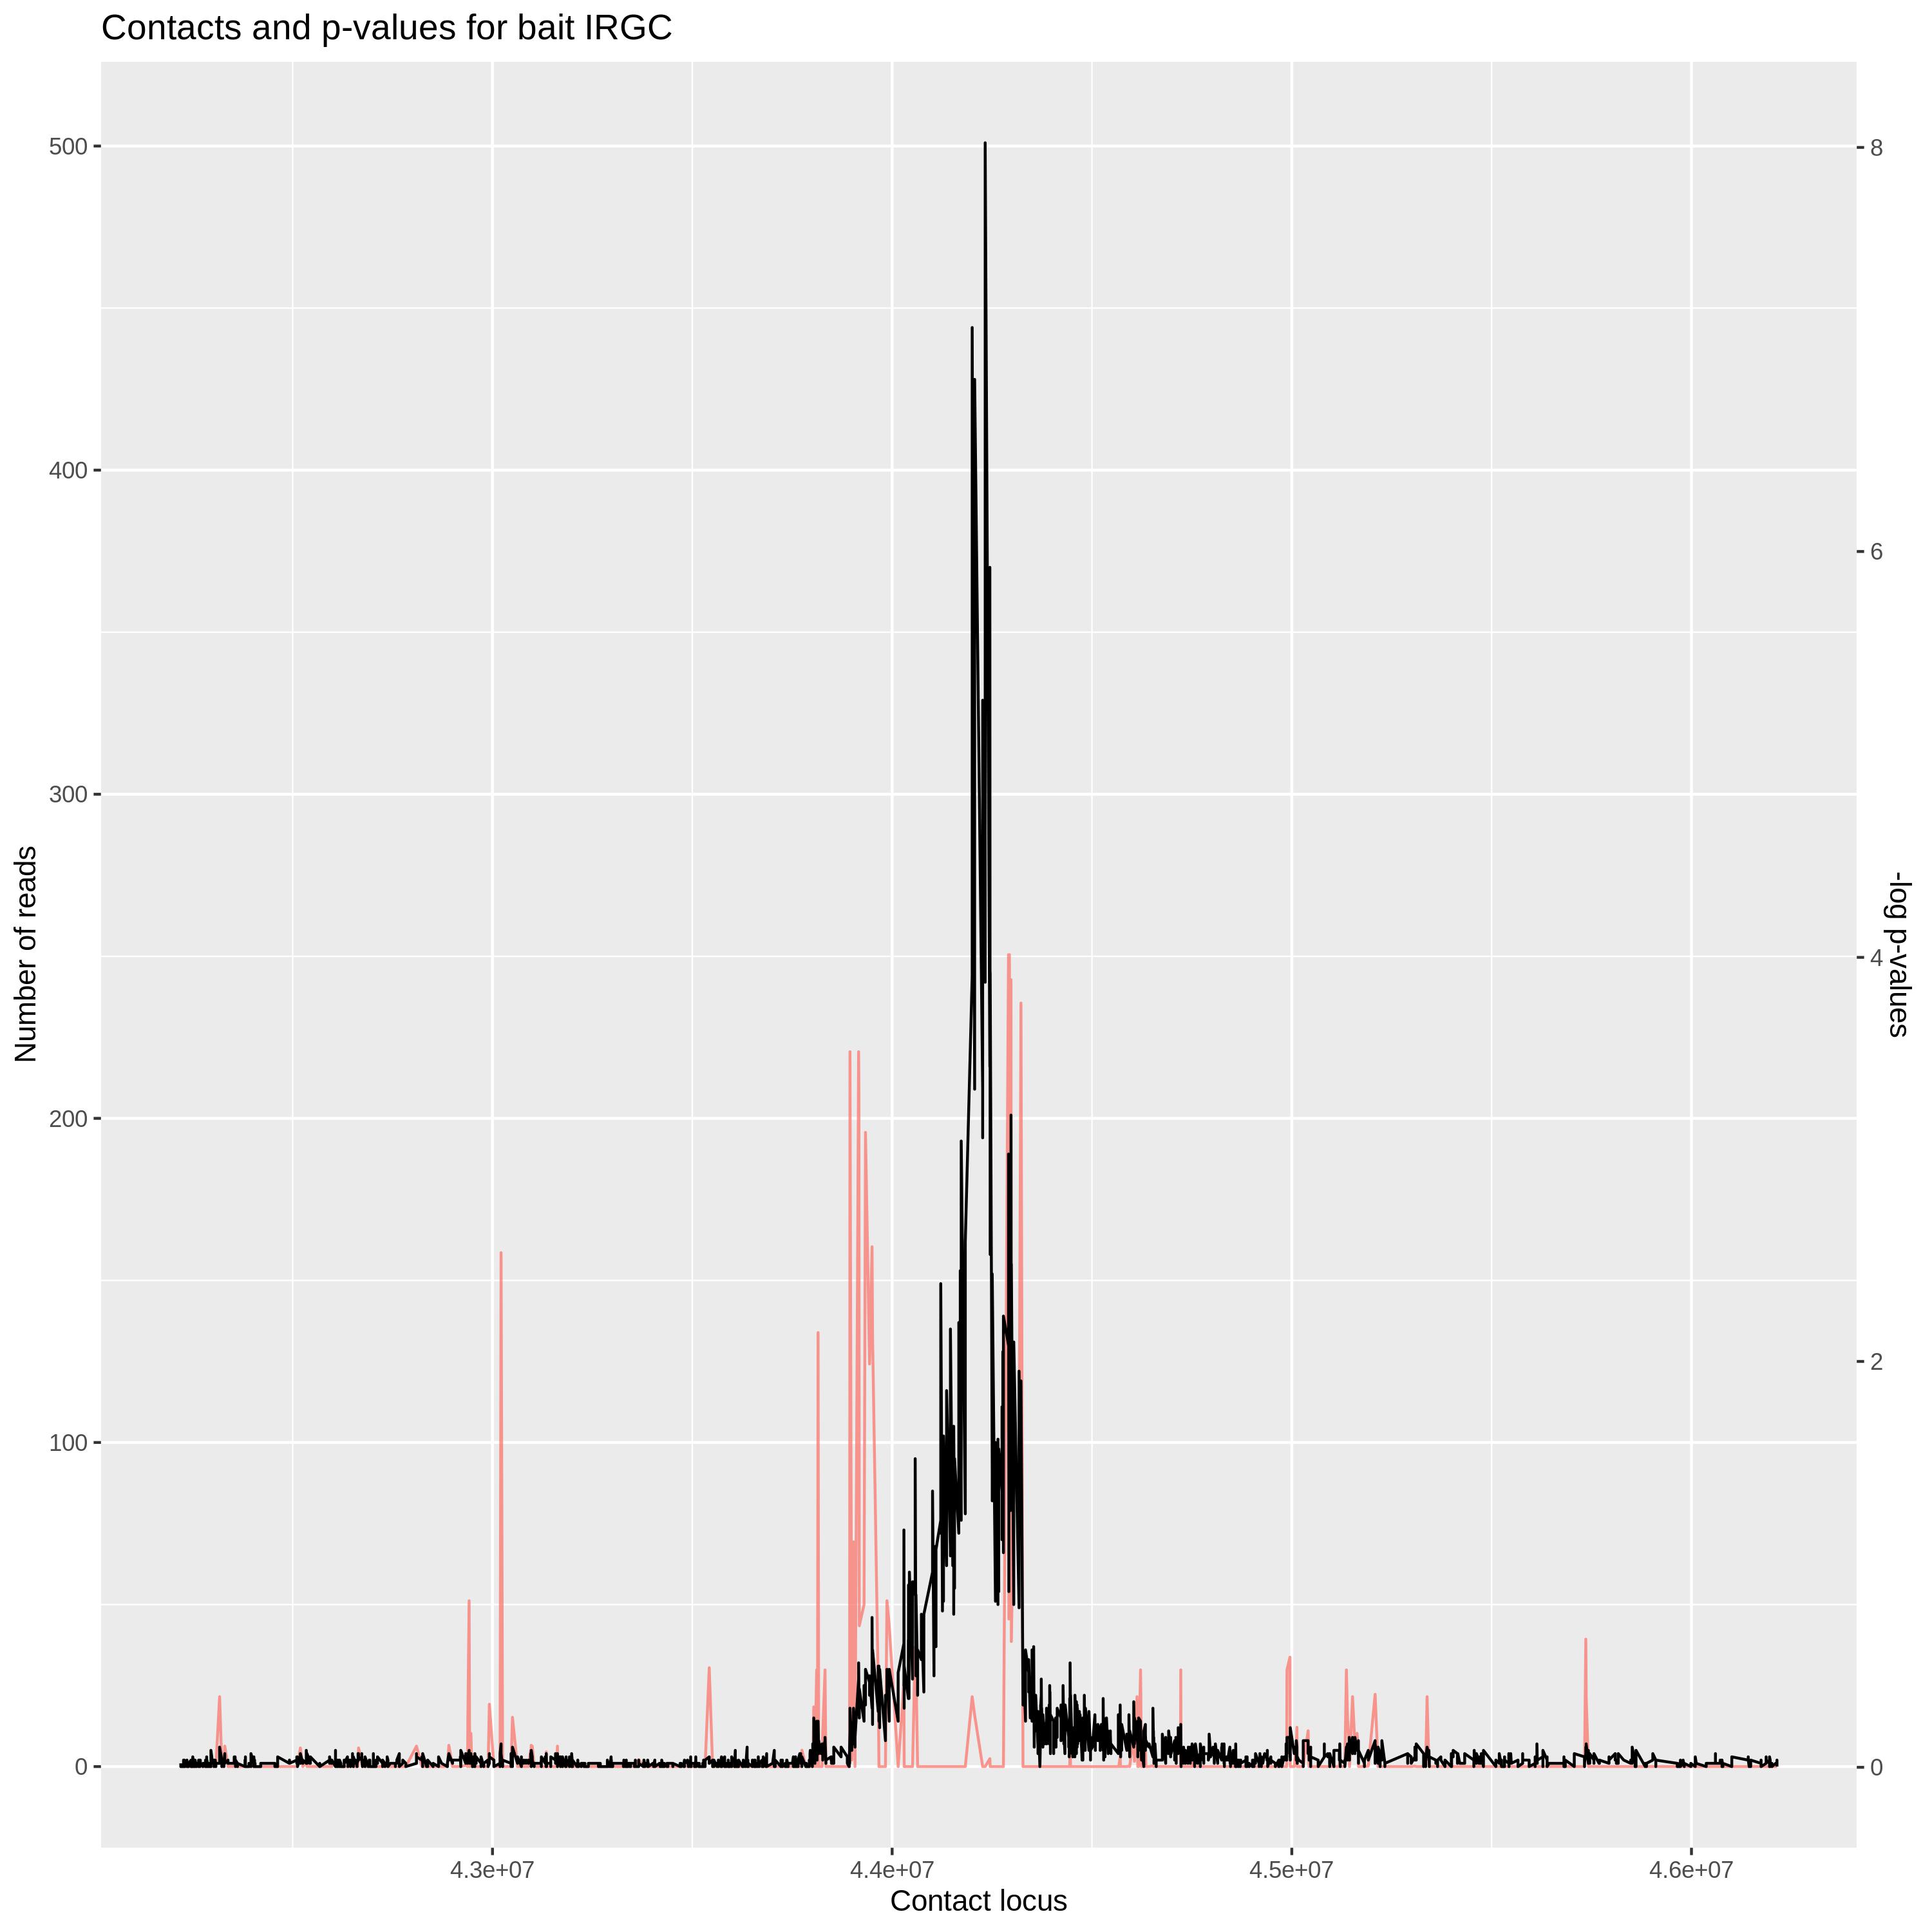 Contacts and p-values for bait IRGC
500
400
300
200
100
0
8
6
4
2
0
Number of reads
-log p-values
4.3e+07
4.4e+07
4.5e+07
4.6e+07
Contact locus